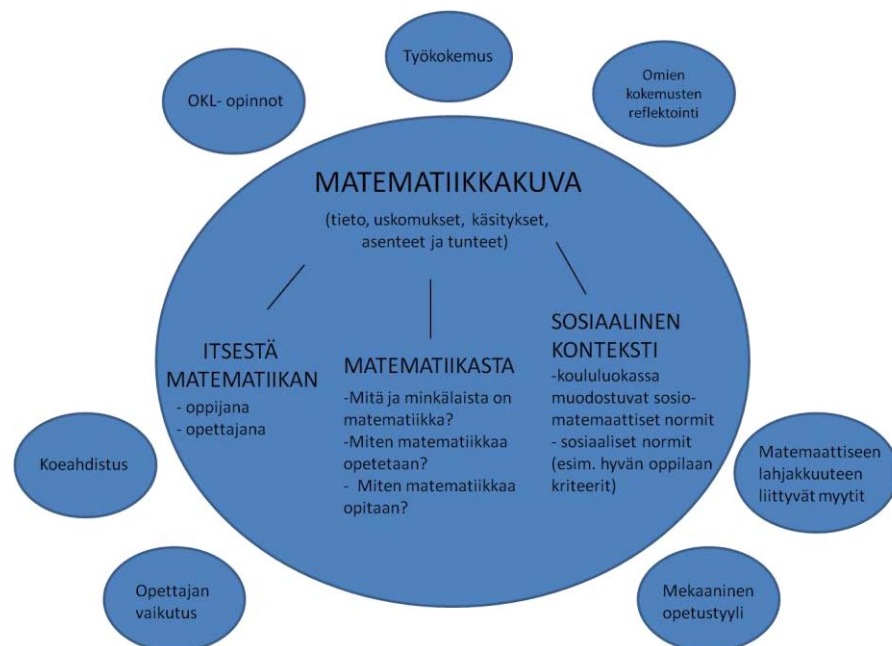 Työkokemus
OKL- opinnot
Omien
kokemusten
reflektointi
MATEMATIIKKAKUVA
(tieto, uskomukset, käsitykset,
asenteet ja tunteet)
ITSESTÄ
MATEMATIIKAN
- oppijana
- opettajana
MATEMATIIKASTA
-Mitä ja minkälaista on
matematiikka?
-Miten matematiikkaa
opetetaan?
- Miten matematiikkaa
opitaan?
SOSIAALINEN
KONTEKSTI
-koululuokassa
muodostuvat sosio-
matemaattiset normit
- sosiaaliset normit
(esim. hyvän oppilaan
kriteerit)
Koeahdistus
Matemaattiseen
lahjakkuuteen
liittyvät myytit
Opettajan
vaikutus
Mekaaninen
opetustyyli